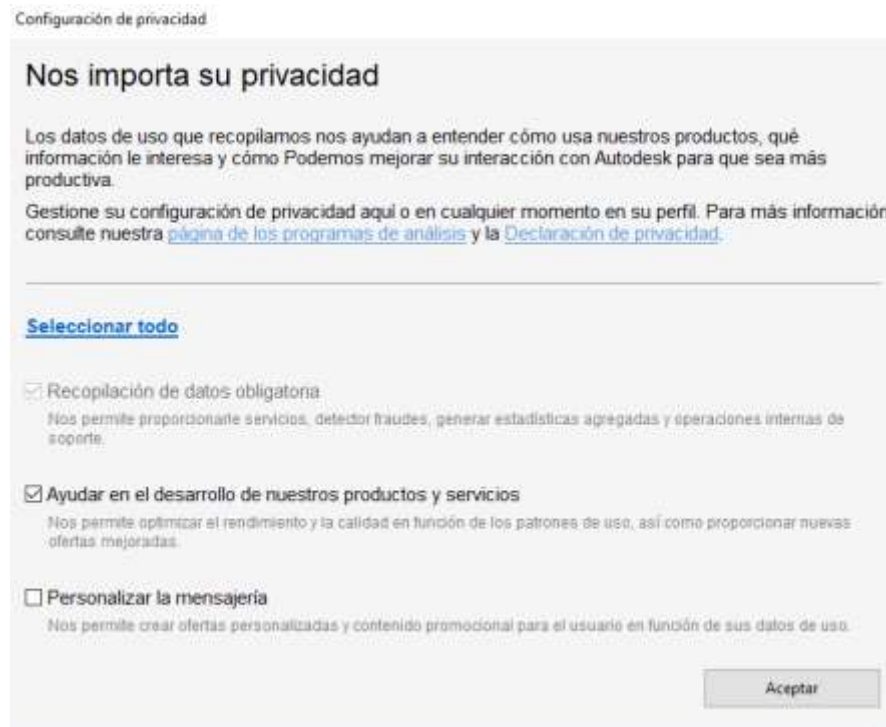 Configuración de privacidad
Nos importa su privacidad
Los datos de uso que recopilamos nos ayudan a entender cómo usa nuestros productos, qué
información le interesa y cómo Podemos mejorar su interacción con Autodesk para que sea más
productiva.
Gestione su configuración de privacidad aquí o en cualquier momento en su perfil. Para más información
consulte nuestra página de los programas de análisis y la Declaración de privacidad.
Seleccionar todo
Recopilación de datos obligatoria
Nos permite proporcionarle servicios, detector fraudes, generar estadísticas agregadas y operaciones internas de
soporte.
Ayudar en el desarrollo de nuestros productos y servicios
Nos permite optimizar el rendimiento y la calidad en función de los patrones de uso, así como proporcionar nuevas
ofertas mejoradas.
Personalizar la mensajería
Nos permite crear ofertas personalizadas y contenido promocional para el usuario en función de sus datos de uso.
Aceptar